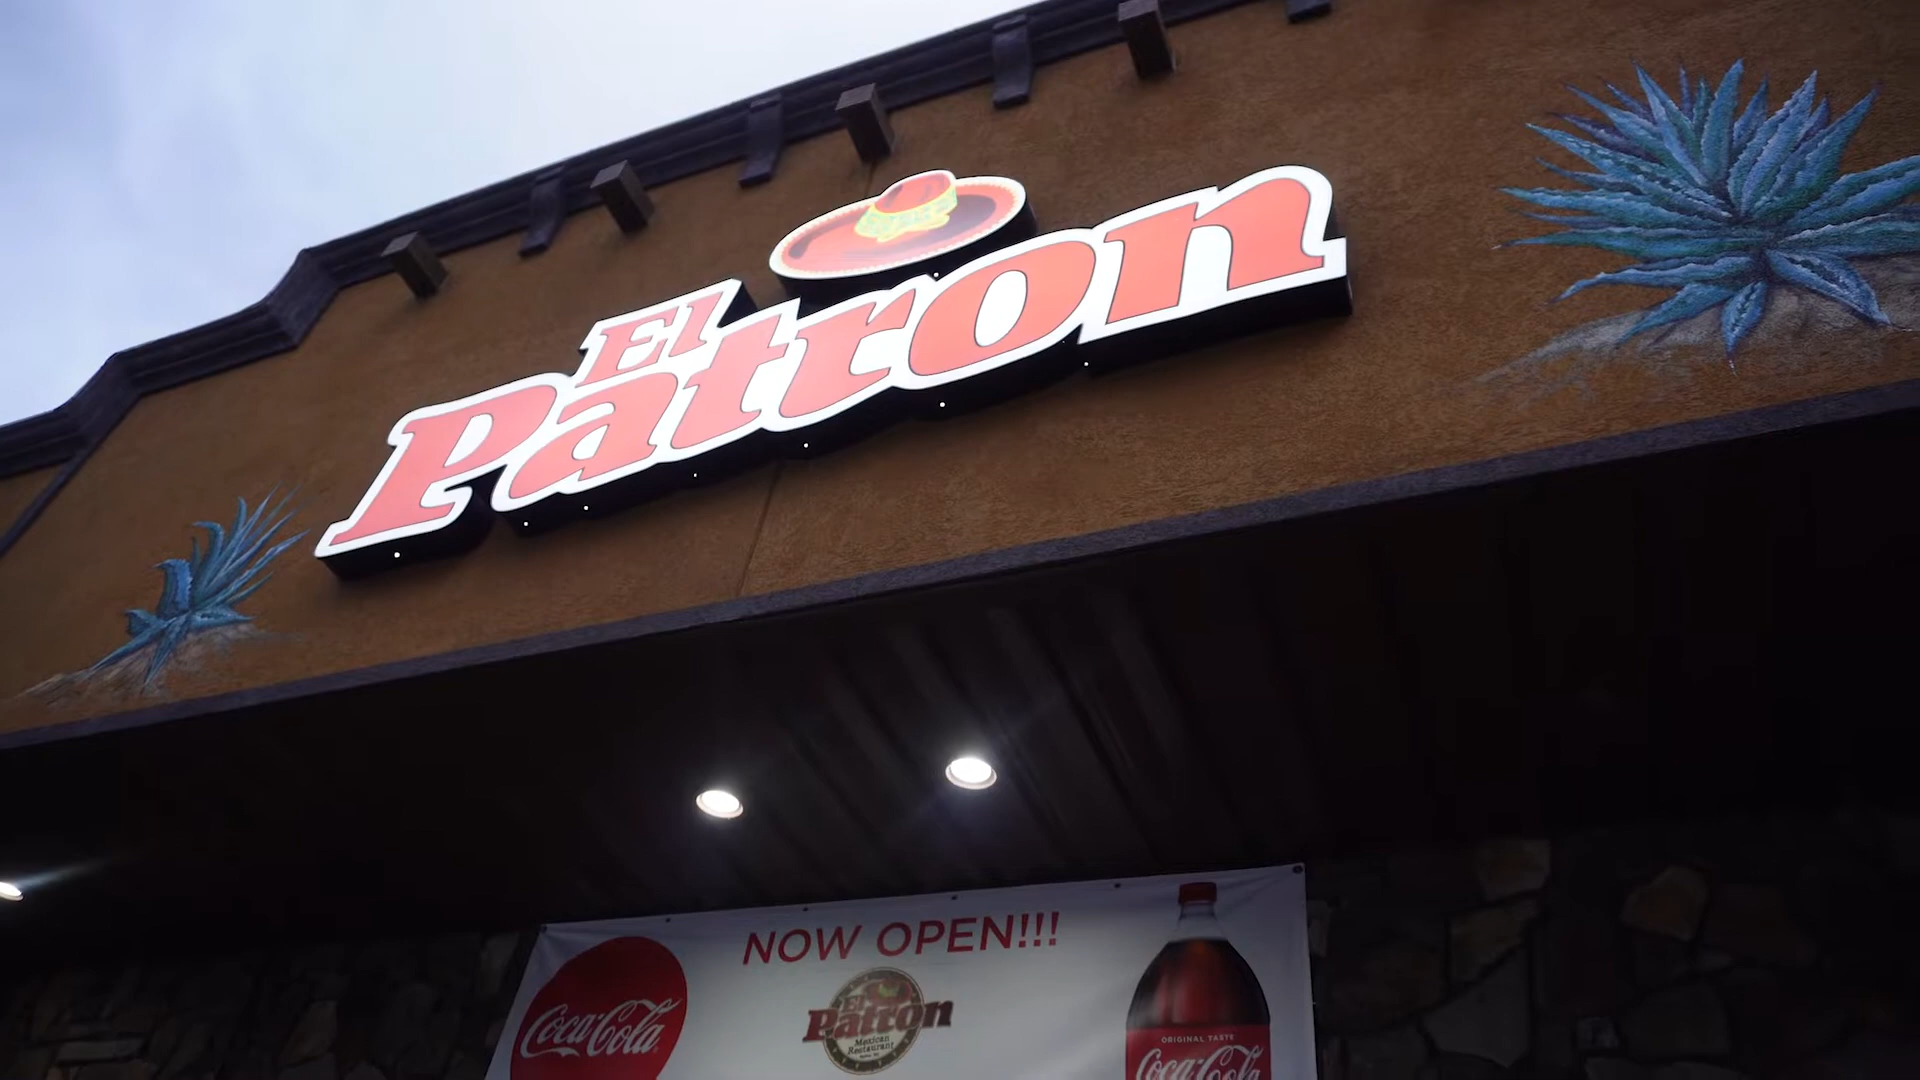 El
Patron
NOW OPEN!!!
Coca-Cola
El
Patron
Mexican
Restaurant
ORIGINAL TASTE
Coca-Cola